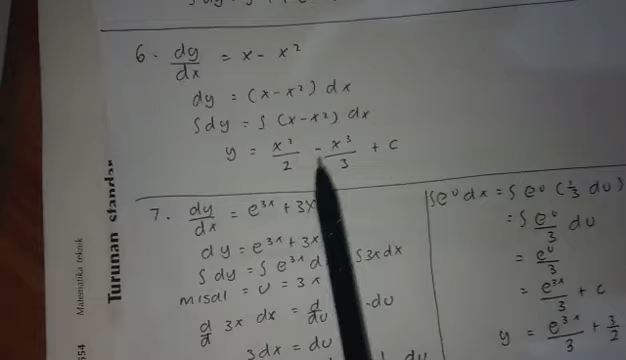 6. dy/dx = x - x²
dy = (x-x²) dx
∫dy = ∫ (x-x²) dx
y = x²/2 - x³/3 + c
7. dy/dx = e³ˣ + 3x
dy = e³ˣ + 3x
∫ dy = ∫ e³ˣ d ∫3x dx
misal = u = 3x
3x dx = d/du du
3dx = du
∫eᵘ dx = ∫ eᵘ (1/3 du)
= ∫ eᵘ/3 du
= eᵘ/3
= e³ˣ/3 + c
y = e³ˣ/3 + 3/2
Turunan standar
Matematika teknik
354